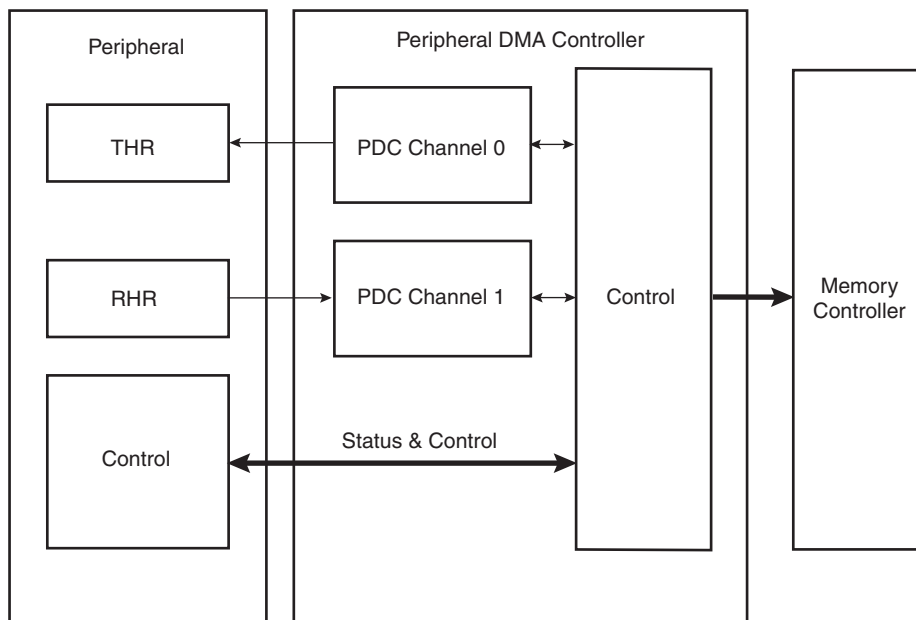 Peripheral
Peripheral DMA Controller
THR
PDC Channel 0
RHR
PDC Channel 1
Control
Memory
Controller
Control
Status & Control